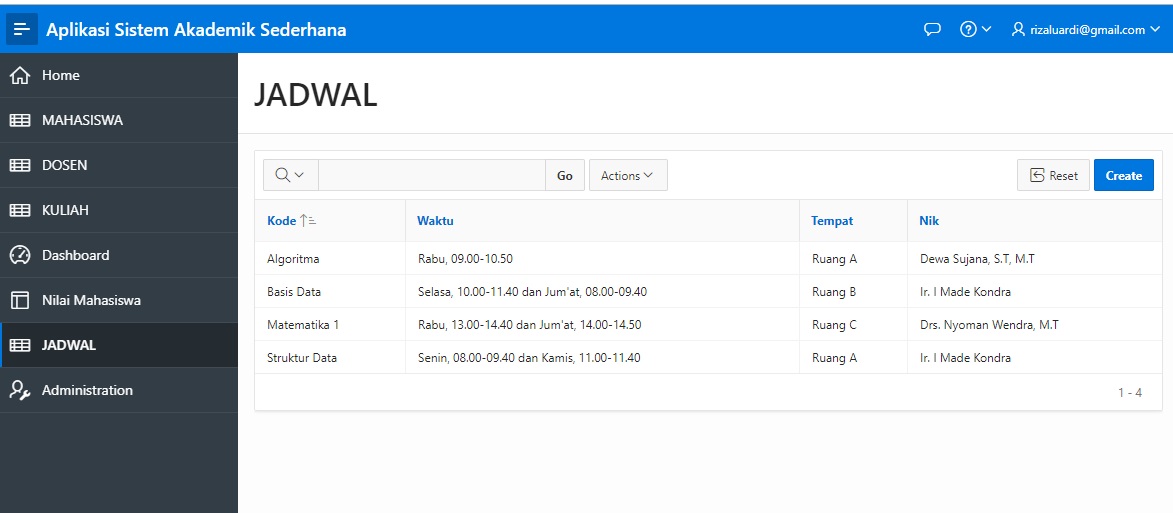 Aplikasi Sistem Akademik Sederhana
rizaluardi@gmail.com
Home
MAHASISWA
DOSEN
KULIAH
Dashboard
Nilai Mahasiswa
JADWAL
Administration
JADWAL
Go Actions Reset Create
Kode Waktu Tempat Nik
Algoritma Rabu, 09.00-10.50 Ruang A Dewa Sujana, S.T, M.T
Basis Data Selasa, 10.00-11.40 dan Jum'at, 08.00-09.40 Ruang B Ir. I Made Kondra
Matematika 1 Rabu, 13.00-14.40 dan Jum'at, 14.00-14.50 Ruang C Drs. Nyoman Wendra, M.T
Struktur Data Senin, 08.00-09.40 dan Kamis, 11.00-11.40 Ruang A Ir. I Made Kondra
1 - 4